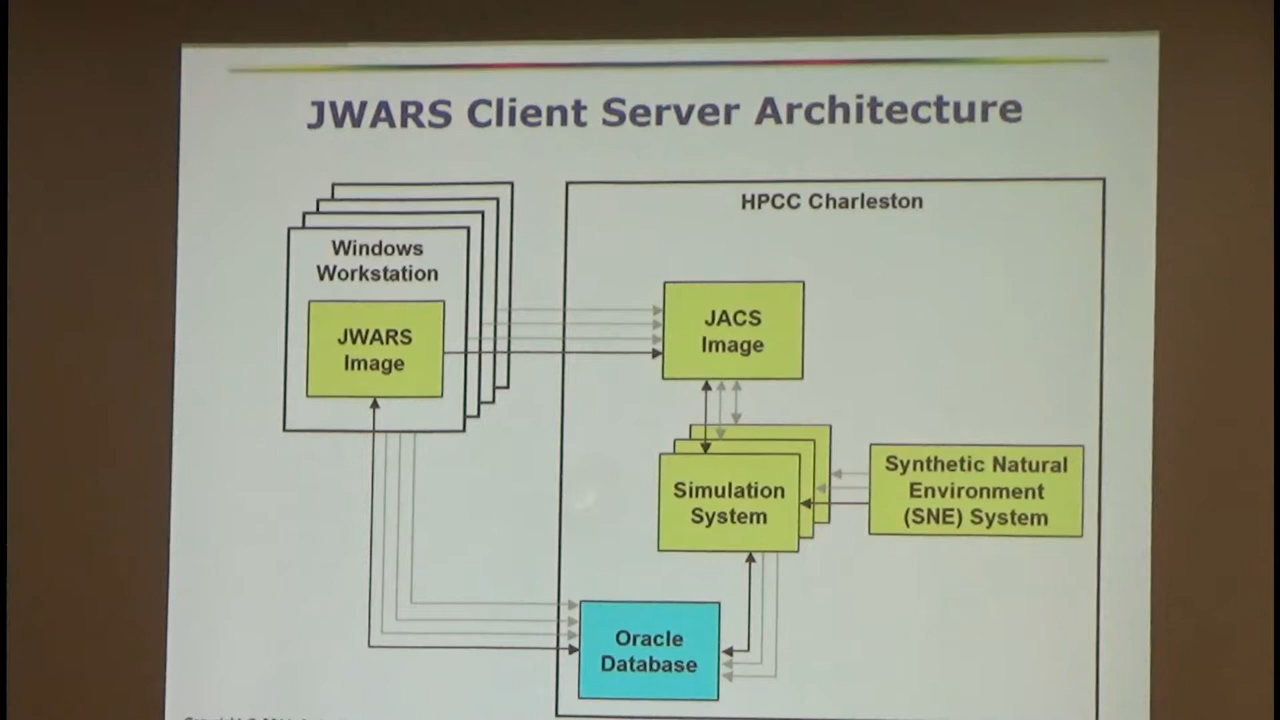 JWARS Client Server Architecture
HPCC Charleston
Windows
Workstation
JWARS
Image
JACS
Image
Simulation
System
Synthetic Natural
Environment
(SNE) System
Oracle
Database